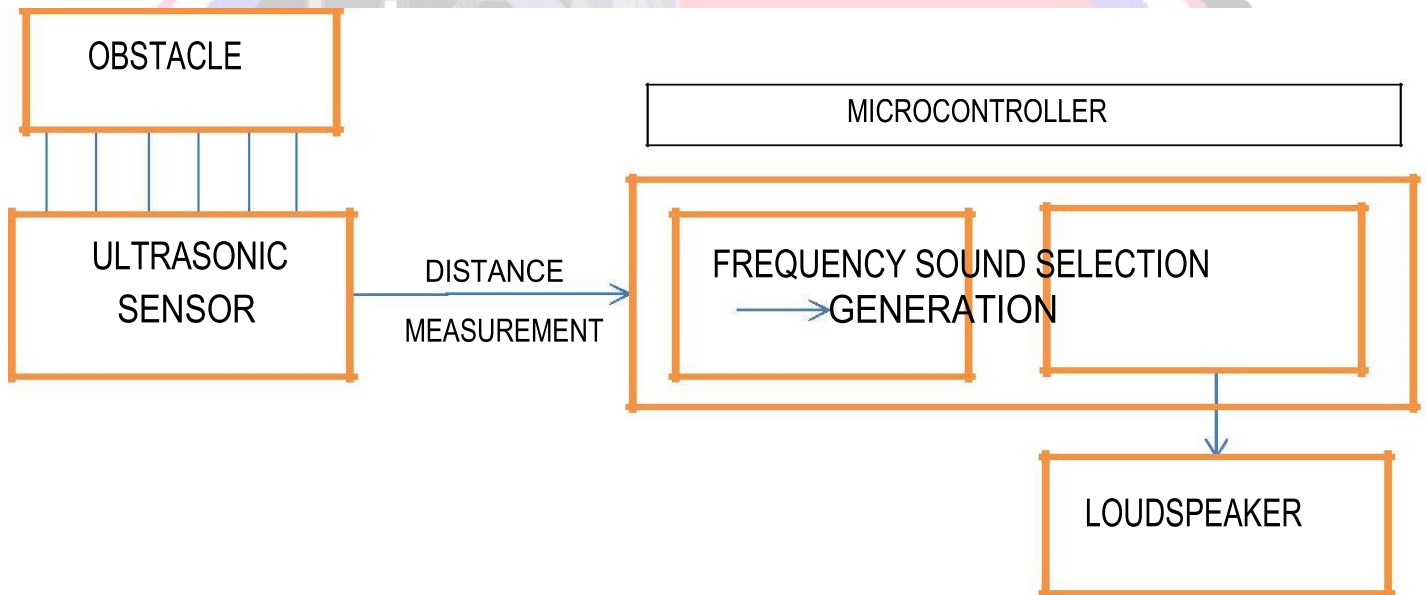 OBSTACLE
MICROCONTROLLER
ULTRASONIC
SENSOR
DISTANCE
MEASUREMENT
FREQUENCY SOUND SELECTION
GENERATION
LOUDSPEAKER